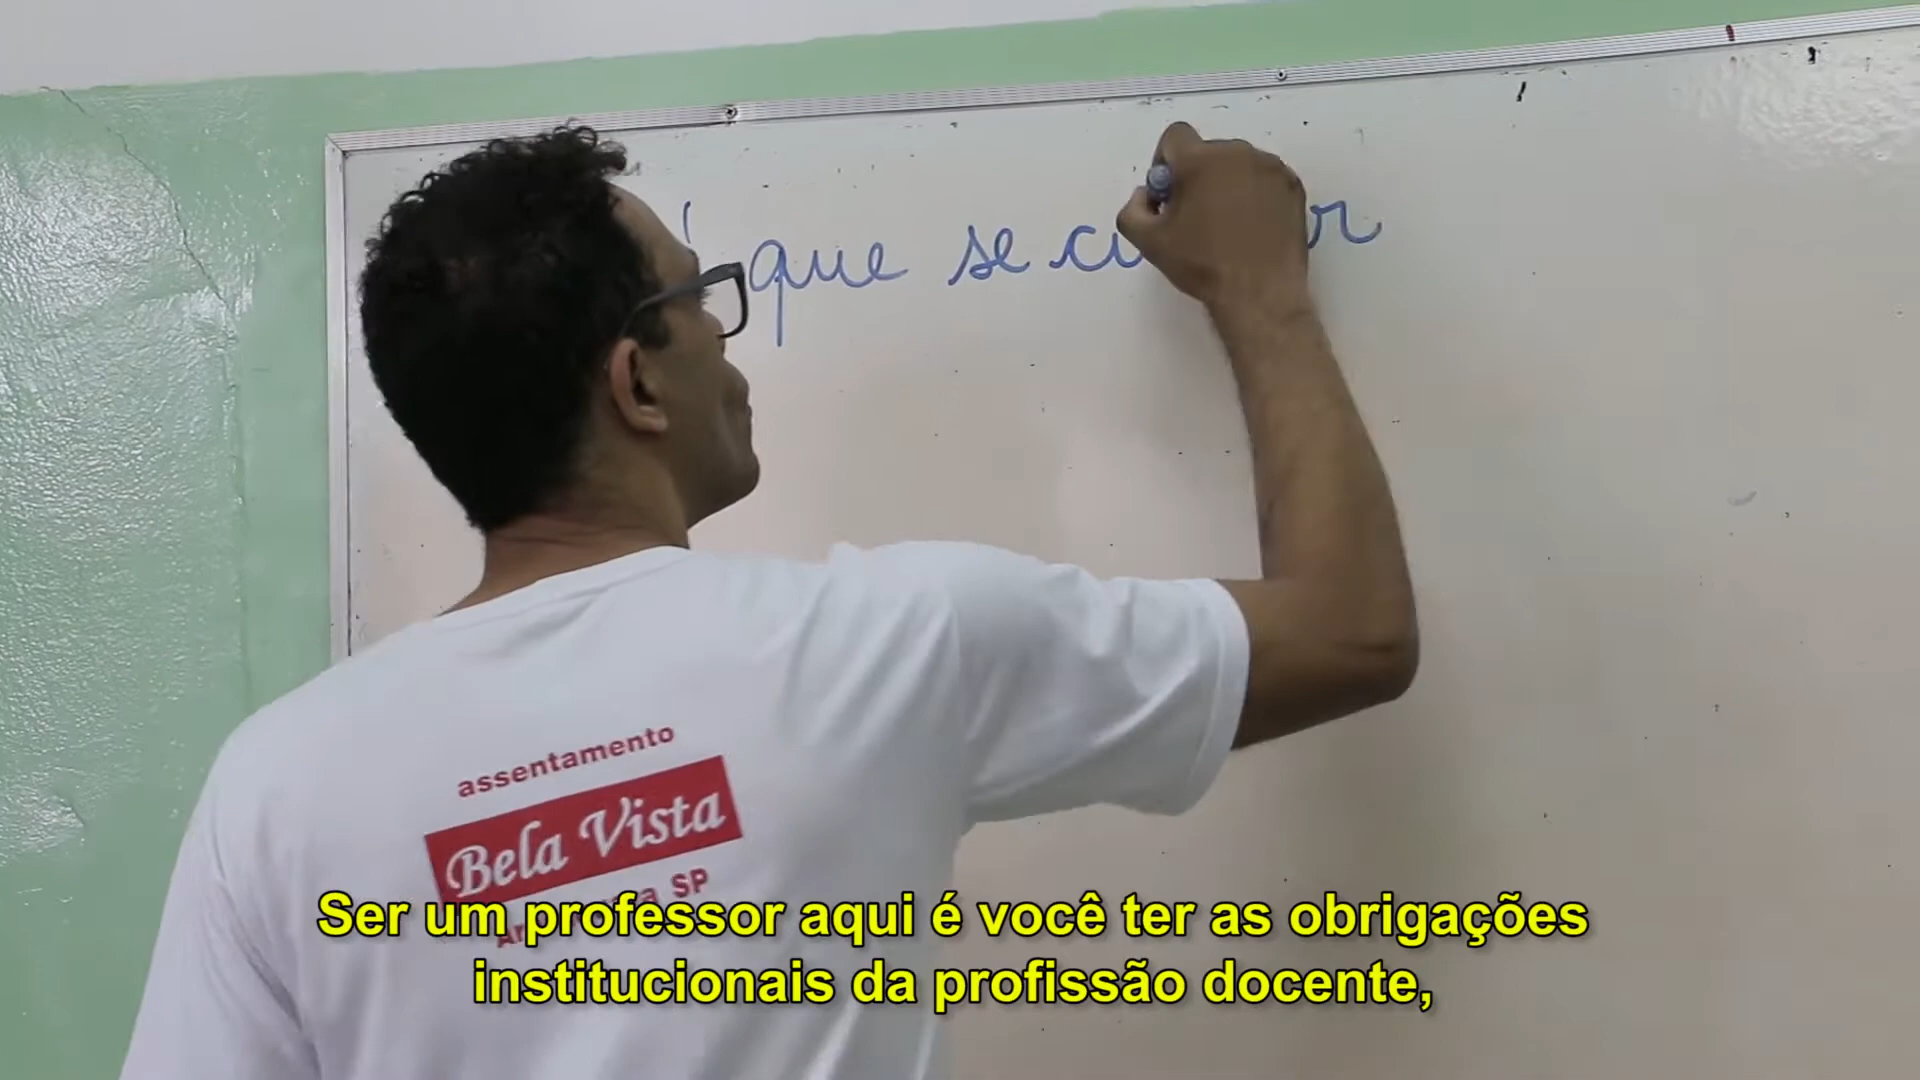 que se
assentamento
Bela Vista
SP
Ser um professor aqui é você ter as obrigações
institucionais da profissão docente,